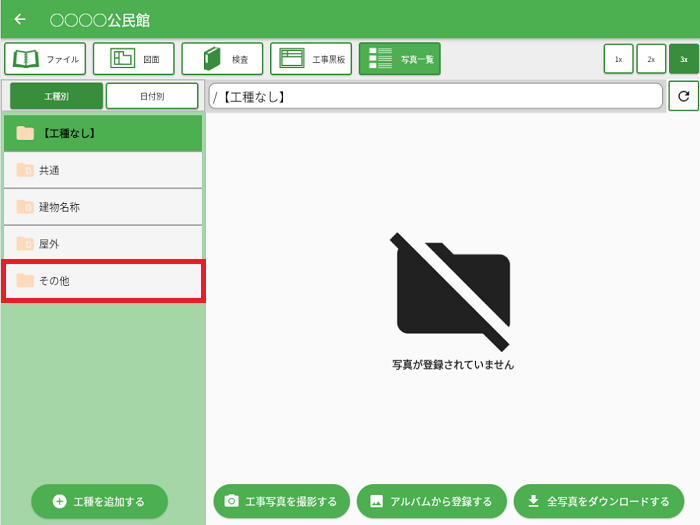 〇〇〇〇公民館
ファイル
図面
検査
工事黒板
写真一覧
1x
2x
3x
工種別
日付別
/【工種なし】
【工種なし】
共通
建物名称
屋外
その他
写真が登録されていません
工種を追加する
工事写真を撮影する
アルバムから登録する
全写真をダウンロードする